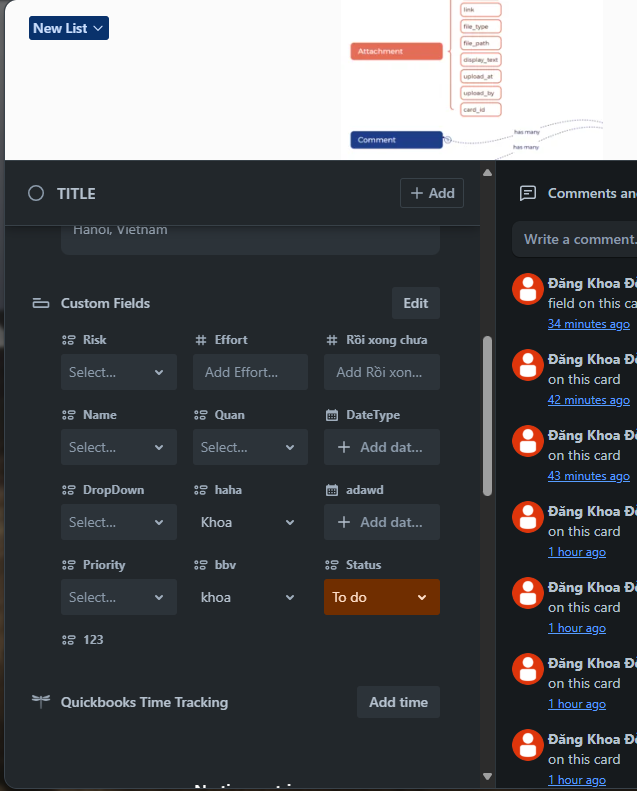 New List
link
file_type
file_path
display_text
upload_at
upload_by
card_id
Attachment
Comment
has many
has many
TITLE
+ Add
Hanoi, Vietnam
Custom Fields
Edit
Risk
Effort
Rồi xong chưa
Select...
Add Effort...
Add Rồi xon...
Name
Quan
DateType
Select...
Select...
+ Add dat...
DropDown
haha
adawd
Select...
Khoa
+ Add dat...
Priority
bbv
Status
Select...
khoa
To do
123
Quickbooks Time Tracking
Add time
Comments and
Write a comment.
Đăng Khoa
field on this ca
34 minutes ago
Đăng Khoa
on this card
42 minutes ago
Đăng Khoa
on this card
43 minutes ago
Đăng Khoa
on this card
1 hour ago
Đăng Khoa
on this card
1 hour ago
Đăng Khoa
on this card
1 hour ago
Đăng Khoa
on this card
1 hour ago